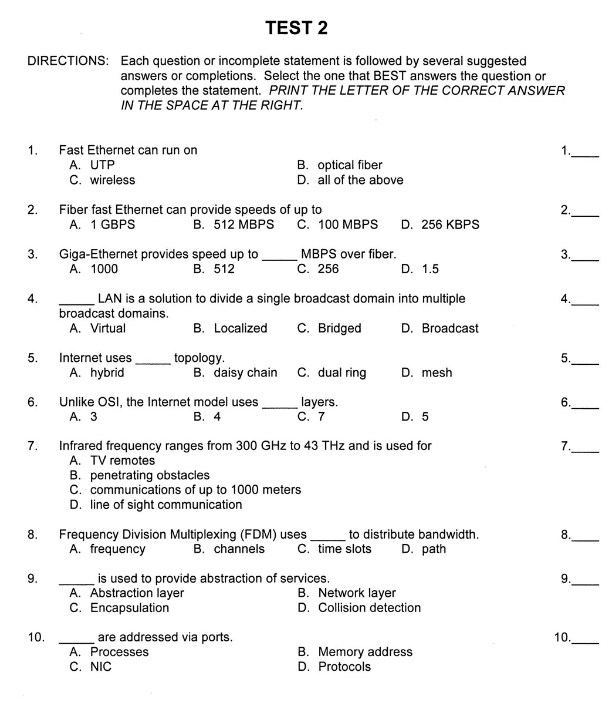 TEST 2
DIRECTIONS: Each question or incomplete statement is followed by several suggested
answers or completions. Select the one that BEST answers the question or
completes the statement. PRINT THE LETTER OF THE CORRECT ANSWER
IN THE SPACE AT THE RIGHT.
1. Fast Ethernet can run on 1.____
A. UTP B. optical fiber
C. wireless D. all of the above
2. Fiber fast Ethernet can provide speeds of up to 2.____
A. 1 GBPS B. 512 MBPS C. 100 MBPS D. 256 KBPS
3. Giga-Ethernet provides speed up to _____ MBPS over fiber. 3.____
A. 1000 B. 512 C. 256 D. 1.5
4. _____ LAN is a solution to divide a single broadcast domain into multiple 4.____
broadcast domains.
A. Virtual B. Localized C. Bridged D. Broadcast
5. Internet uses _____ topology. 5.____
A. hybrid B. daisy chain C. dual ring D. mesh
6. Unlike OSI, the Internet model uses _____ layers. 6.____
A. 3 B. 4 C. 7 D. 5
7. Infrared frequency ranges from 300 GHz to 43 THz and is used for 7.____
A. TV remotes
B. penetrating obstacles
C. communications of up to 1000 meters
D. line of sight communication
8. Frequency Division Multiplexing (FDM) uses _____ to distribute bandwidth. 8.____
A. frequency B. channels C. time slots D. path
9. _____ is used to provide abstraction of services. 9.____
A. Abstraction layer B. Network layer
C. Encapsulation D. Collision detection
10. _____ are addressed via ports. 10.____
A. Processes B. Memory address
C. NIC D. Protocols